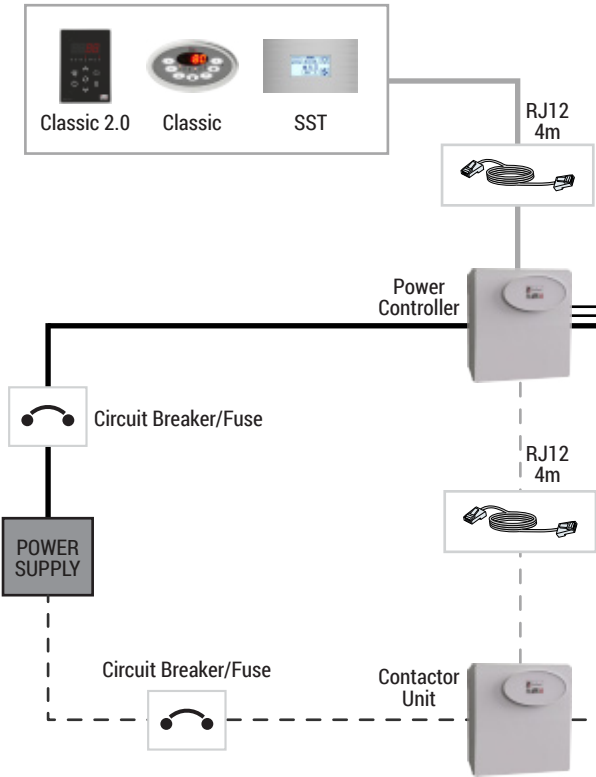 Classic 2.0
Classic
SST
RJ12
4m
Power
Controller
Circuit Breaker/Fuse
RJ12
4m
POWER
SUPPLY
Circuit Breaker/Fuse
Contactor
Unit